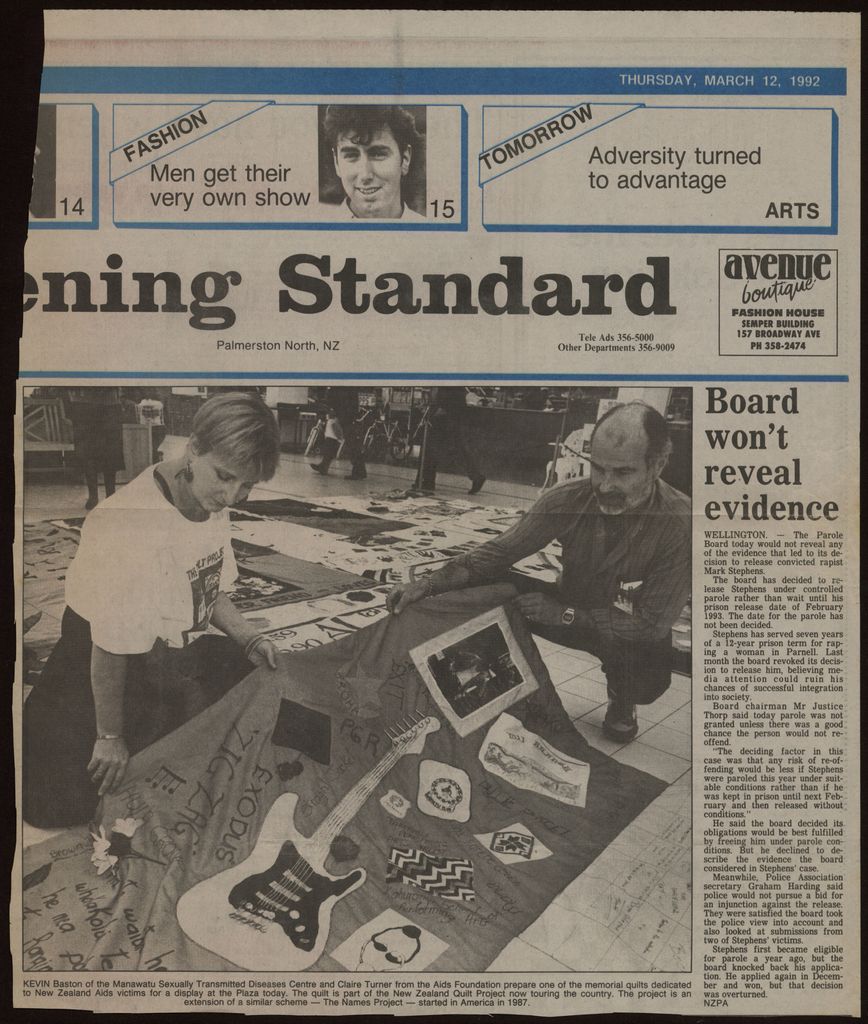 THURSDAY, MARCH 12, 1992
14
FASHION
Men get their
very own show
15
TOMORROW
Adversity turned
to advantage
ARTS
ening Standard
Palmerston North, NZ
Tele Ads 356-5000
Other Departments 356-9009
avenue
boutique
FASHION HOUSE
SEMPER BUILDING
157 BROADWAY AVE
PH 358-2474
EXIT
PGR
ZIG ZAG
EXODUS
KEVIN Baston of the Manawatu Sexually Transmitted Diseases Centre and Claire Turner from the Aids Foundation prepare one of the memorial quilts dedicated
to New Zealand Aids victims for a display at the Plaza today. The quilt is part of the New Zealand Quilt Project now touring the country. The project is an
extension of a similar scheme — The Names Project — started in America in 1987.
Board
won't
reveal
evidence
WELLINGTON. — The Parole
Board today would not reveal any
of the evidence that led to its de-
cision to release convicted rapist
Mark Stephens.
The board has decided to re-
lease Stephens under controlled
parole rather than wait until his
prison release date of February
1993. The date for the parole has
not been decided.
Stephens has served seven years
of a 12-year prison term for rap-
ing a woman in Parnell. Last
month the board revoked its decis-
ion to release him, believing me-
dia attention could ruin his
chances of successful integration
into society.
Board chairman Mr Justice
Thorp said today parole was not
granted unless there was a good
chance the person would not re-
offend.
"The deciding factor in this
case was that any risk of re-of-
fending would be less if Stephens
were paroled this year under suit-
able conditions rather than if he
was kept in prison until next Feb-
ruary and then released without
conditions."
He said the board decided its
obligations would be best fulfilled
by freeing him under parole con-
ditions. But he declined to de-
scribe the evidence the board
considered in Stephens' case.
Meanwhile, Police Association
secretary Graham Harding said
police would not pursue a bid for
an injunction against the release.
They were satisfied the board took
the police view into account and
also looked at submissions from
two of Stephens' victims.
Stephens first became eligible
for parole a year ago, but the
board knocked back his applica-
tion. He applied again in Decem-
ber and won, but that decision
was overturned.
NZPA